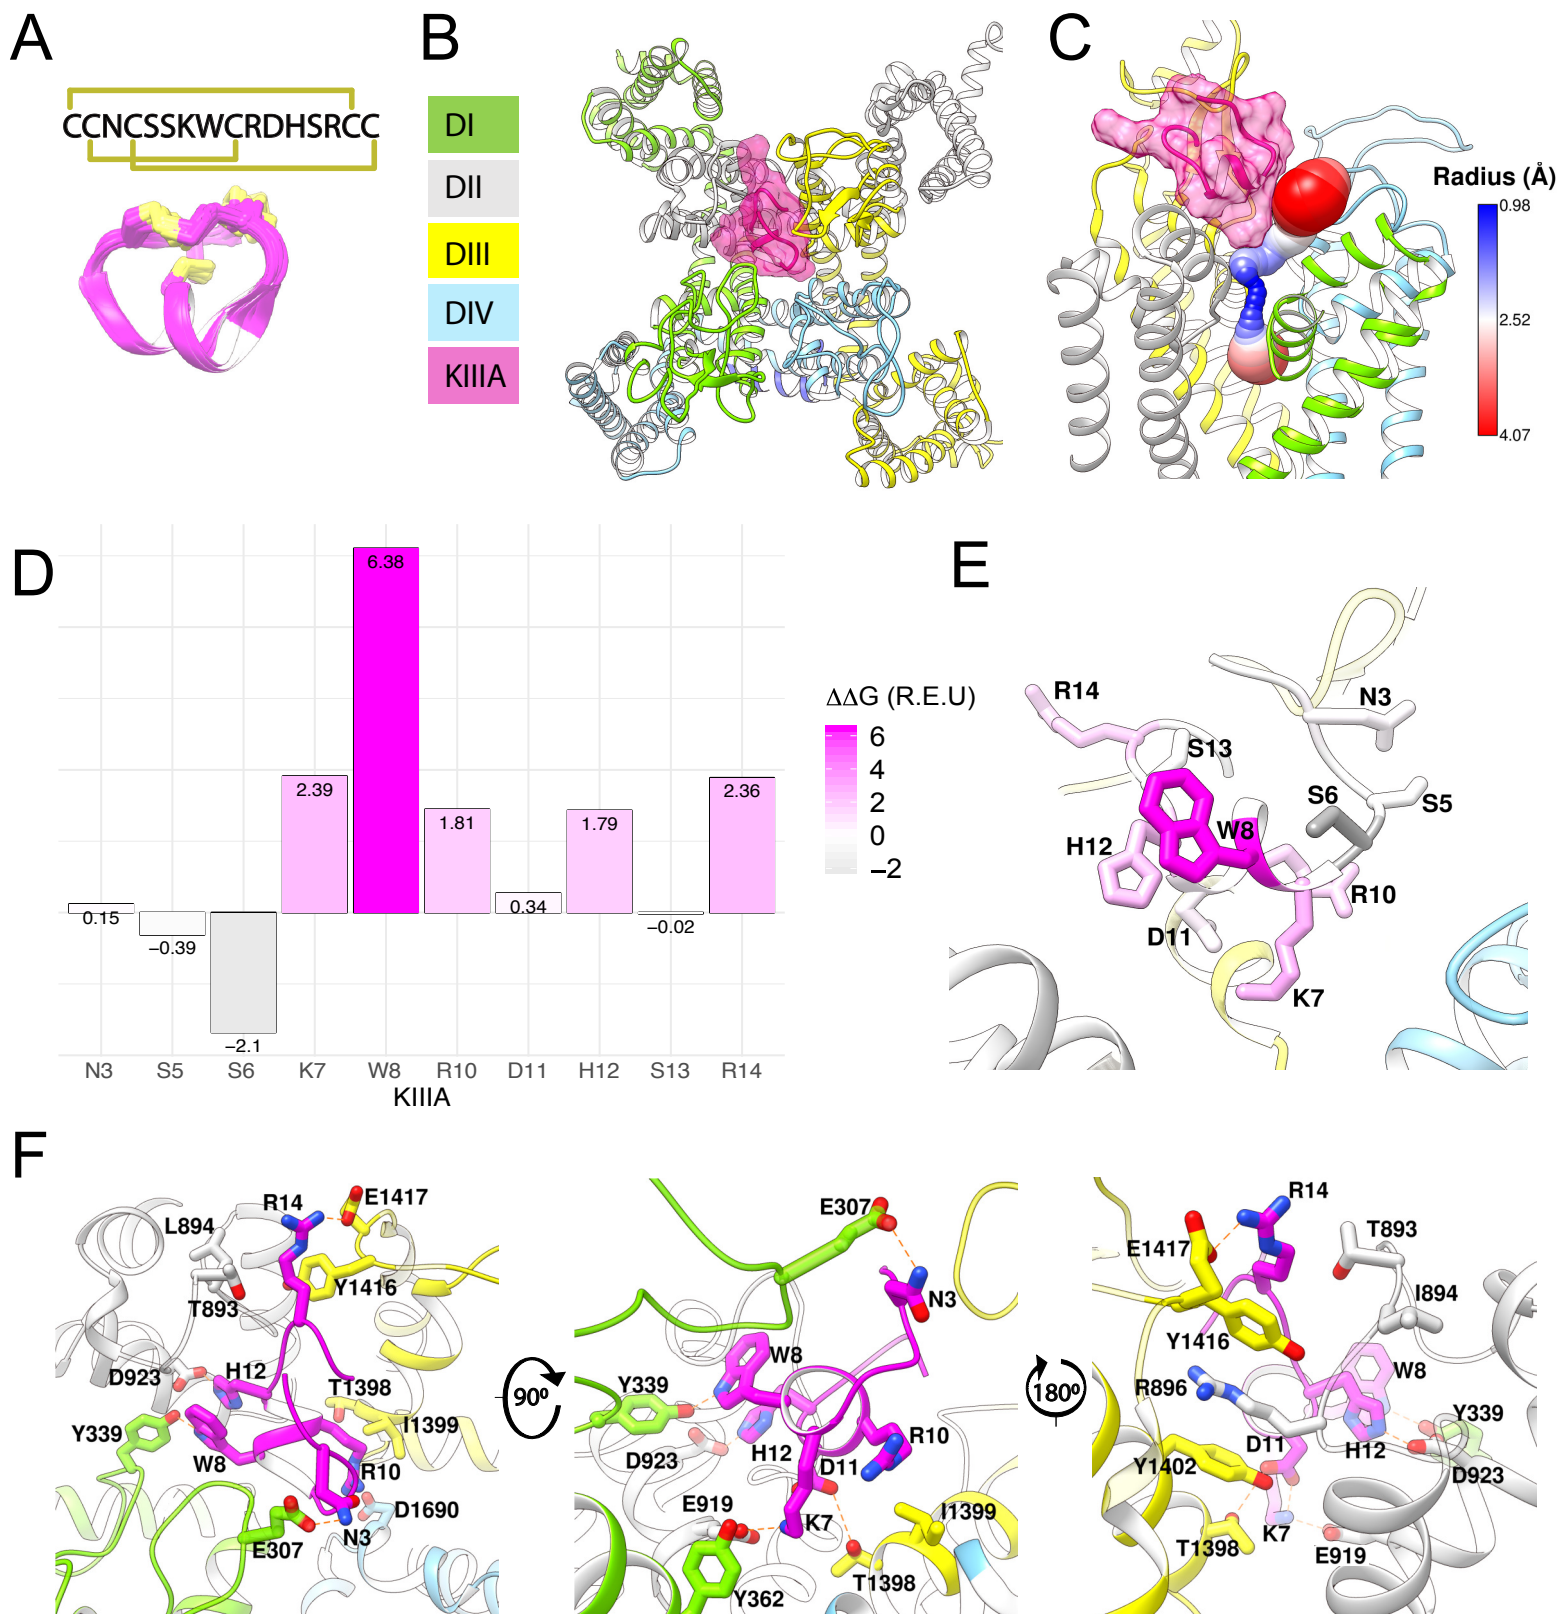 A
CCNCSSKWCRDHSRCC
B
DI
DII
DIII
DIV
KIIIA
C
Radius (Å)
0.98
2.52
4.07
D
6.38
2.39
2.36
1.81
1.79
0.34
0.15
−0.02
−0.39
−2.1
N3 S5 S6 K7 W8 R10 D11 H12 S13 R14
KIIIA
ΔΔG (R.E.U)
6
4
2
0
−2
E
R14
N3
S13
S6
S5
W8
H12
R10
D11
K7
F
R14
E1417
L894
Y1416
T893
D923
H12
T1398
I1399
Y339
W8
R10
D1690
N3
E307
90º
E307
N3
W8
Y339
R10
H12
D11
D923
E919
I1399
K7
T1398
Y362
180º
R14
T893
E1417
I894
Y1416
W8
R896
Y339
D11
H12
Y1402
D923
K7
T1398
E919